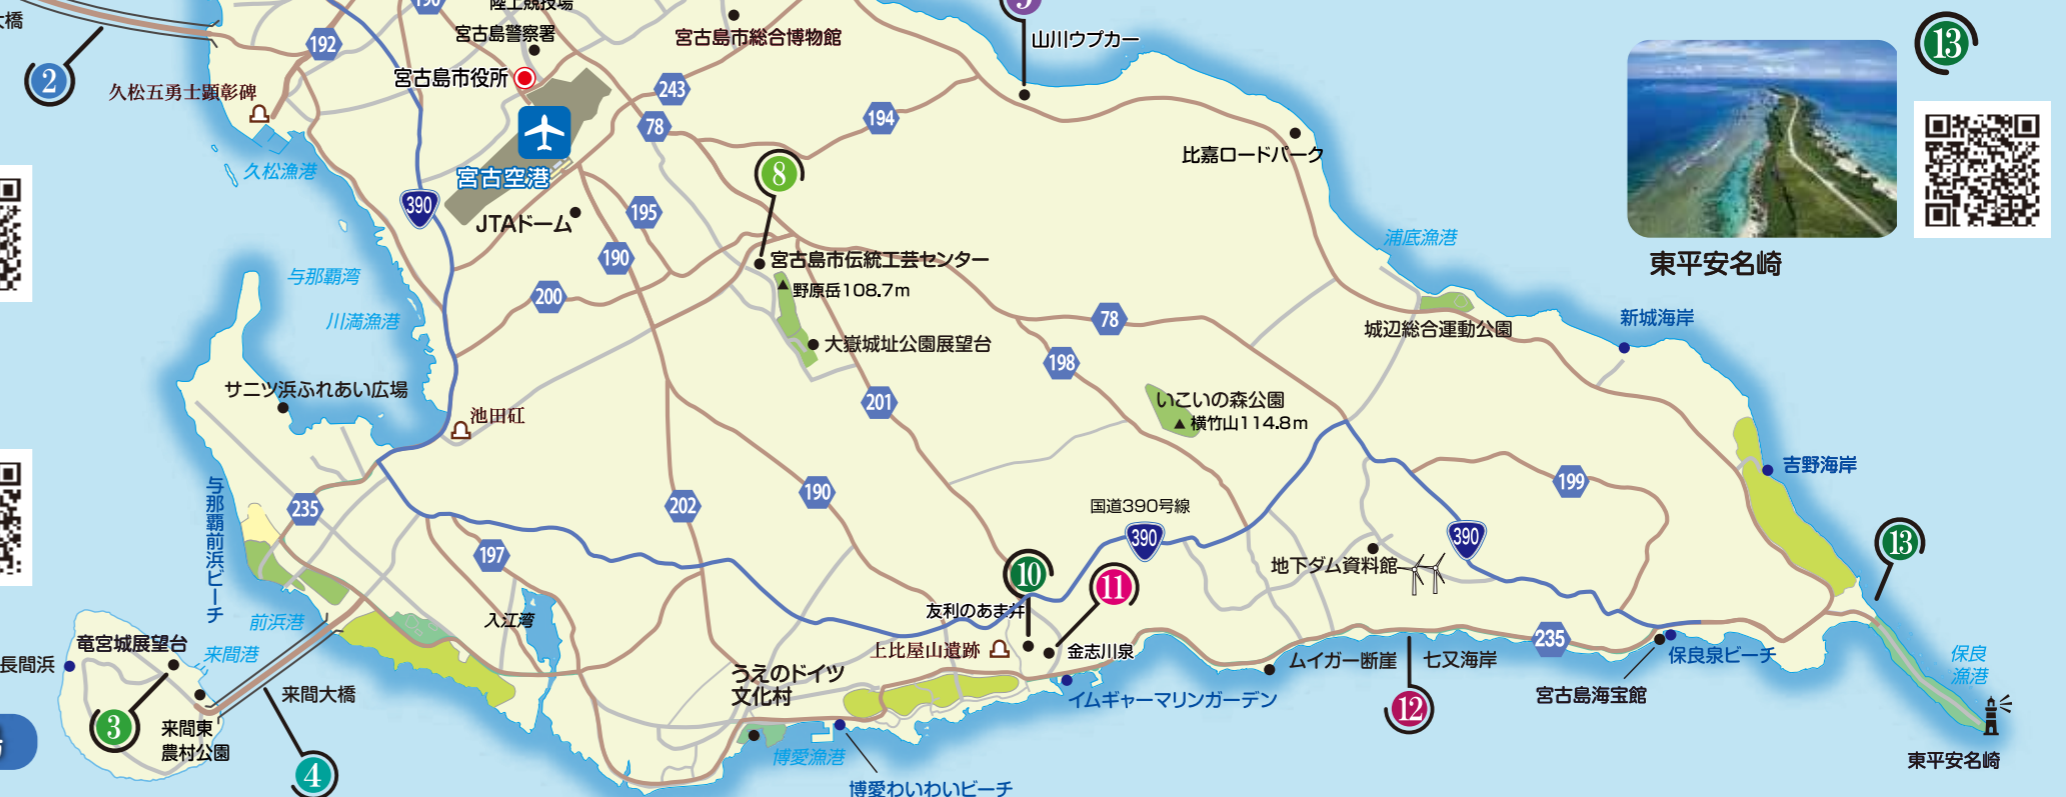 大橋
190
陸上競技場
宮古島警察署
宮古島市総合博物館
山川ウプカー
13
2
192
宮古島市役所
久松五勇士顕彰碑
243
78
194
比嘉ロードパーク
久松漁港
宮古空港
8
390
JTAドーム
195
190
浦底漁港
東平安名崎
与那覇湾
宮古島市伝統工芸センター
野原岳108.7m
200
川満漁港
78
城辺総合運動公園
新城海岸
大嶽城址公園展望台
198
サニツ浜ふれあい広場
池田矼
201
いこいの森公園
横竹山114.8m
吉野海岸
与那覇前浜ビーチ
235
202
190
国道390号線
199
390
390
197
地下ダム資料館
13
10
11
入江湾
友利のあま井
前浜港
竜宮城展望台
来間港
上比屋山遺跡
金志川泉
ムイガー断崖
七又海岸
235
保良泉ビーチ
保良
漁港
長間浜
うえのドイツ
文化村
来間大橋
イムギャーマリンガーデン
宮古島海宝館
12
3
来間東
農村公園
4
博愛漁港
東平安名崎
博愛わいわいビーチ